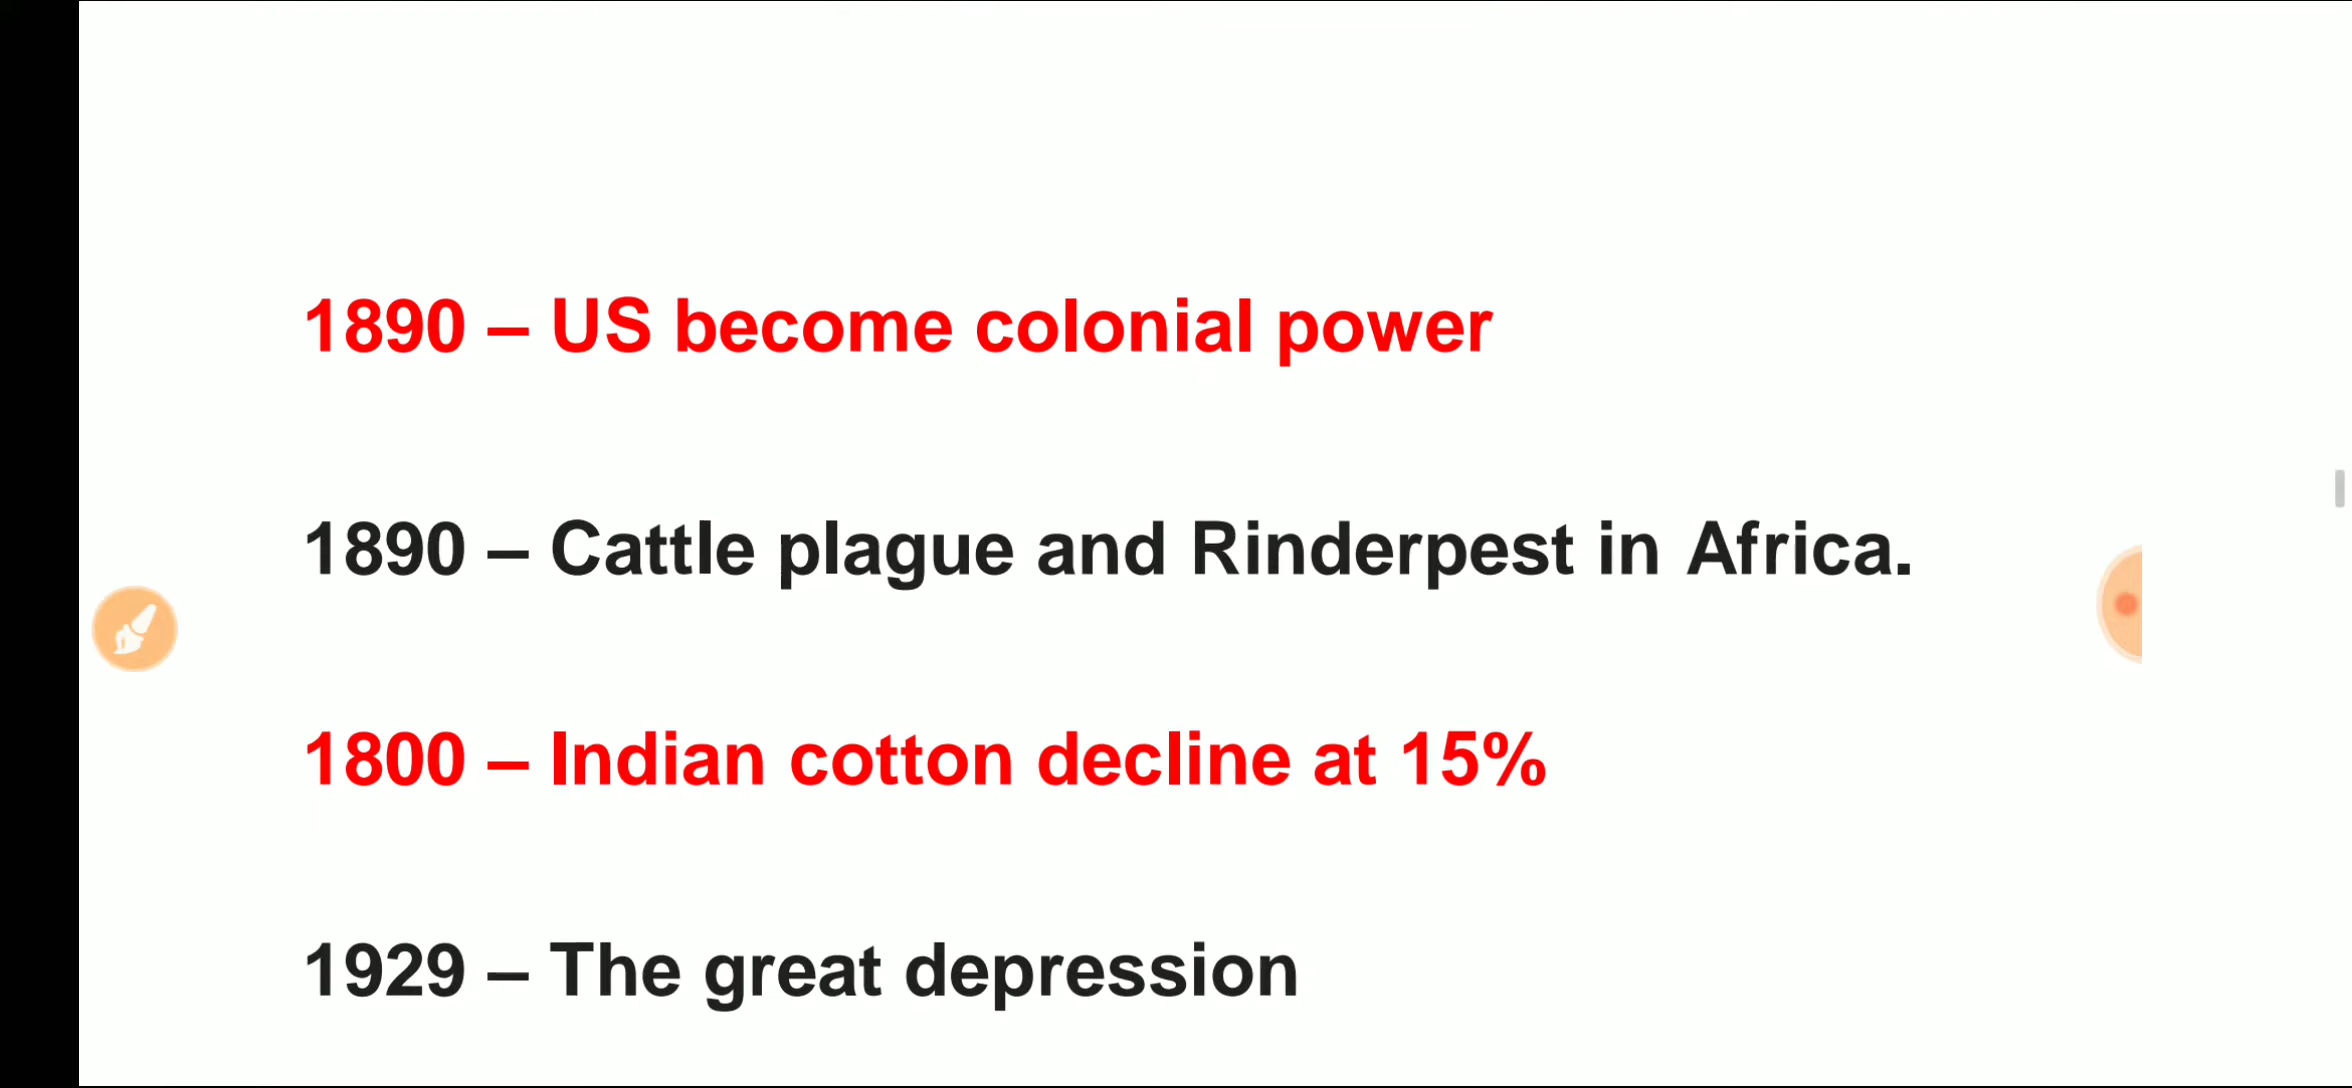 1890 – US become colonial power
1890 – Cattle plague and Rinderpest in Africa.
1800 – Indian cotton decline at 15%
1929 – The great depression